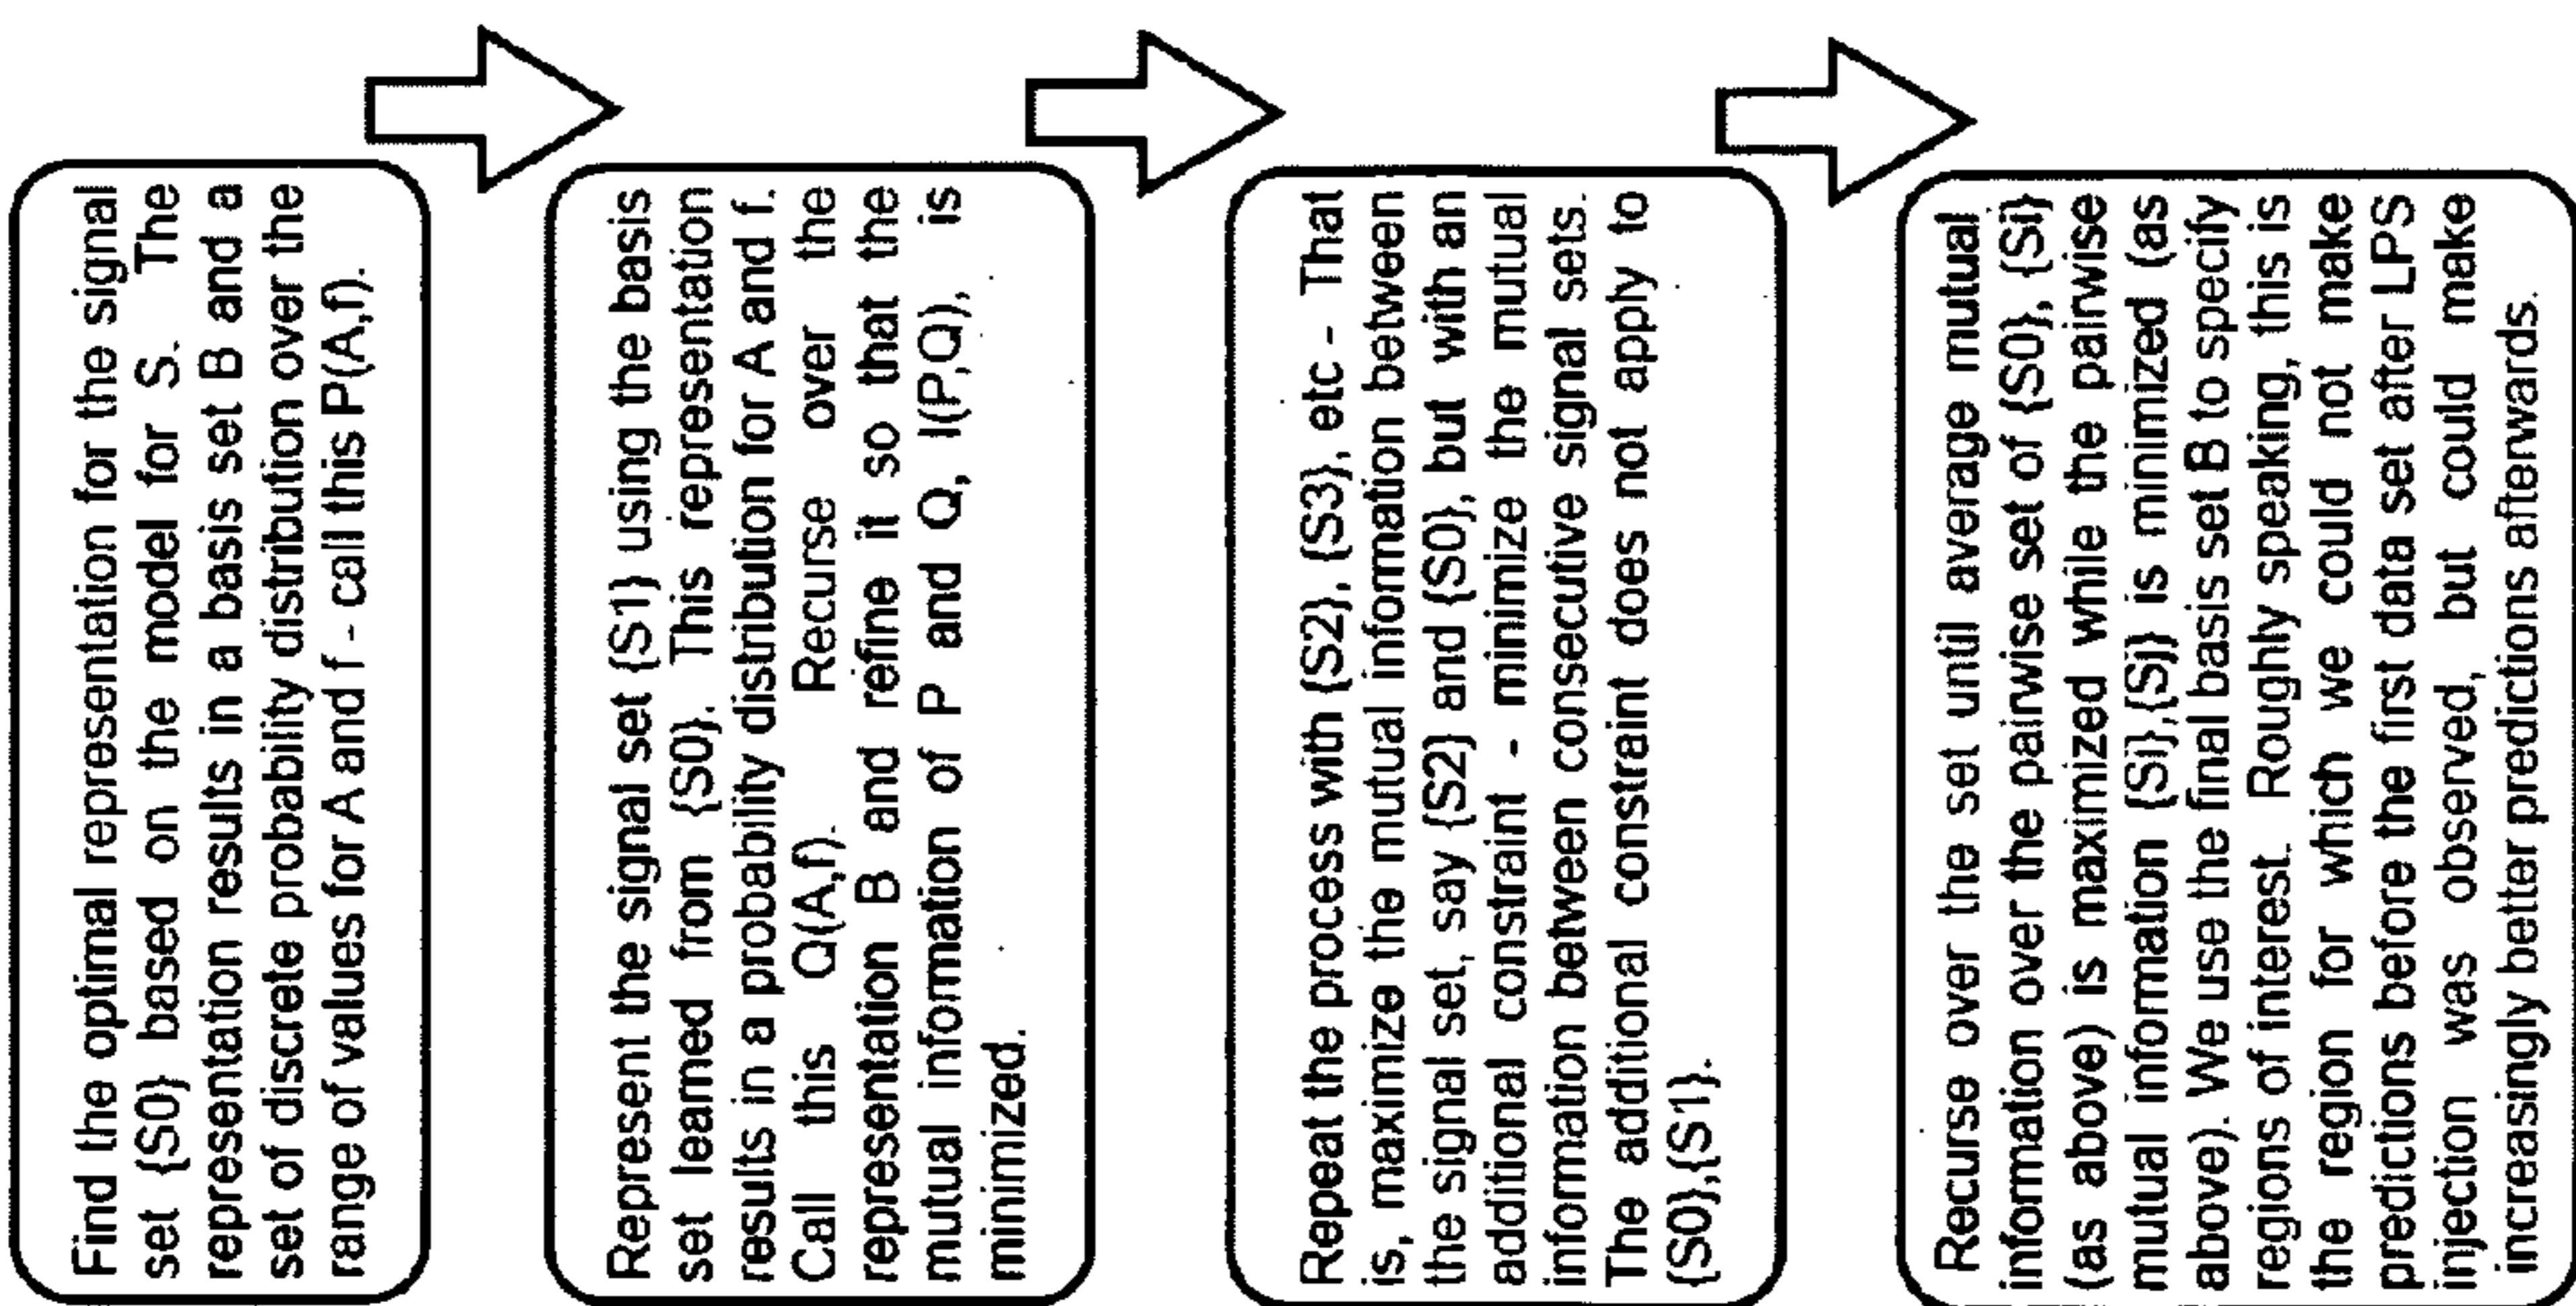 Find the optimal representation for the signal
set {S0} based on the model for S. The
representation results in a basis set B and a
set of discrete probability distribution over the
range of values for A and f - call this P(A,f).
Represent the signal set {S1} using the basis
set learned from {S0}. This representation
results in a probability distribution for A and f.
Call this Q(A,f). Recurse over the
representation B and refine it so that the
mutual information of P and Q, I(P,Q), is
minimized.
Repeat the process with {S2}, {S3}, etc - That
is, maximize the mutual information between
the signal set, say {S2} and {S0}, but with an
additional constraint - minimize the mutual
information between consecutive signal sets.
The additional constraint does not apply to
{S0},{S1}.
Recurse over the set until average mutual
information over the pairwise set of {S0}, {Si}
(as above) is maximized while the pairwise
mutual information {Si},{Sj} is minimized (as
above). We use the final basis set B to specify
regions of interest. Roughly speaking, this is
the region for which we could not make
predictions before the first data set after LPS
injection was observed, but could make
increasingly better predictions afterwards.